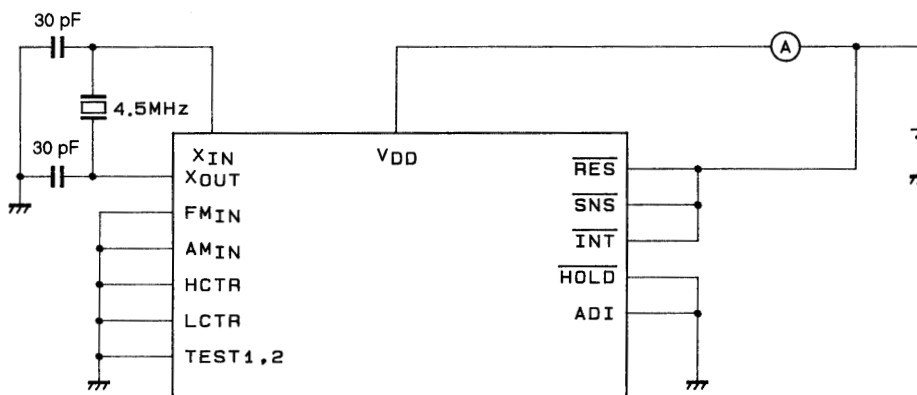 30 pF
A
4.5MHz
30 pF
XIN
VDD
XOUT
RES
FMIN
SNS
AMIN
INT
HCTR
HOLD
LCTR
ADI
TEST1,2